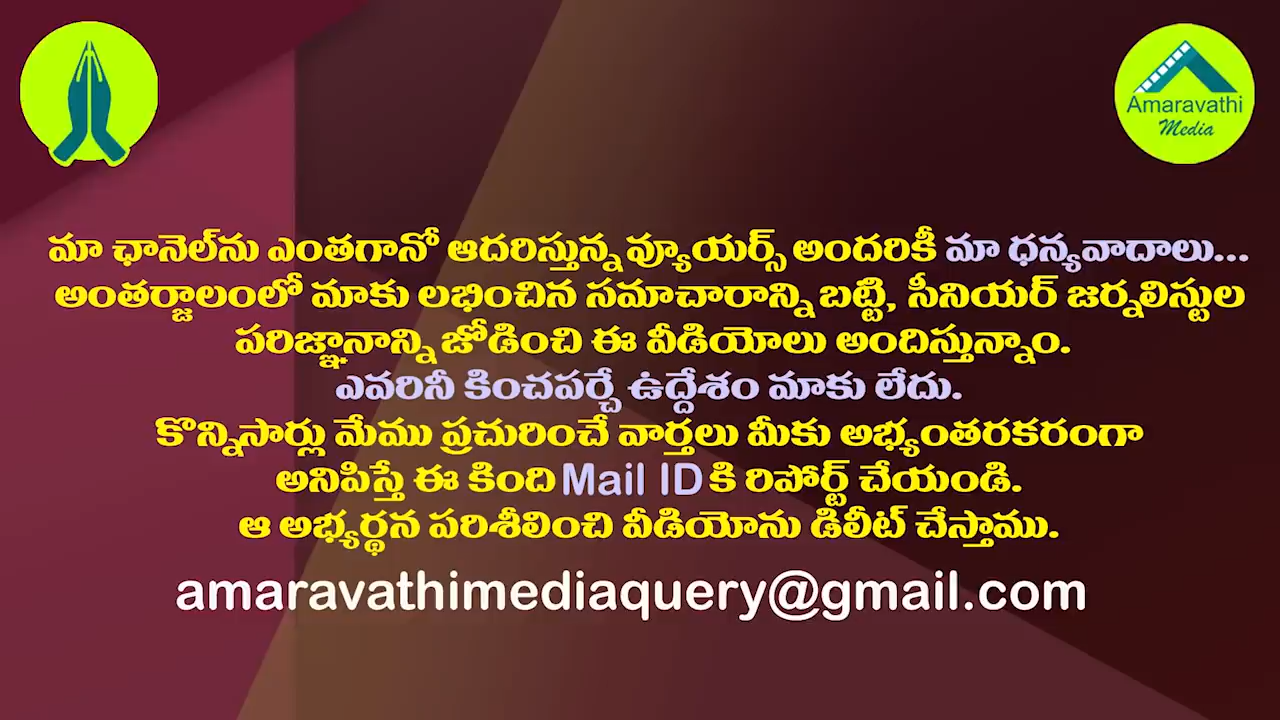 Amaravathi
Media
మా ఛానెల్‌ను ఎంతగానో ఆదరిస్తున్న వ్యూయర్స్ అందరికీ మా ధన్యవాదాలు...
అంతర్జాలంలో మాకు లభించిన సమాచారాన్ని బట్టి, సీనియర్ జర్నలిస్టుల
పరిజ్ఞానాన్ని జోడించి ఈ వీడియోలు అందిస్తున్నాం.
ఎవరినీ కించపర్చే ఉద్దేశం మాకు లేదు.
కొన్నిసార్లు మేము ప్రచురించే వార్తలు మీకు అభ్యంతరకరంగా
అనిపిస్తే ఈ కింది Mail ID కి రిపోర్ట్ చేయండి.
ఆ అభ్యర్థన పరిశీలించి వీడియోను డిలీట్ చేస్తాము.
amaravathimediaquery@gmail.com